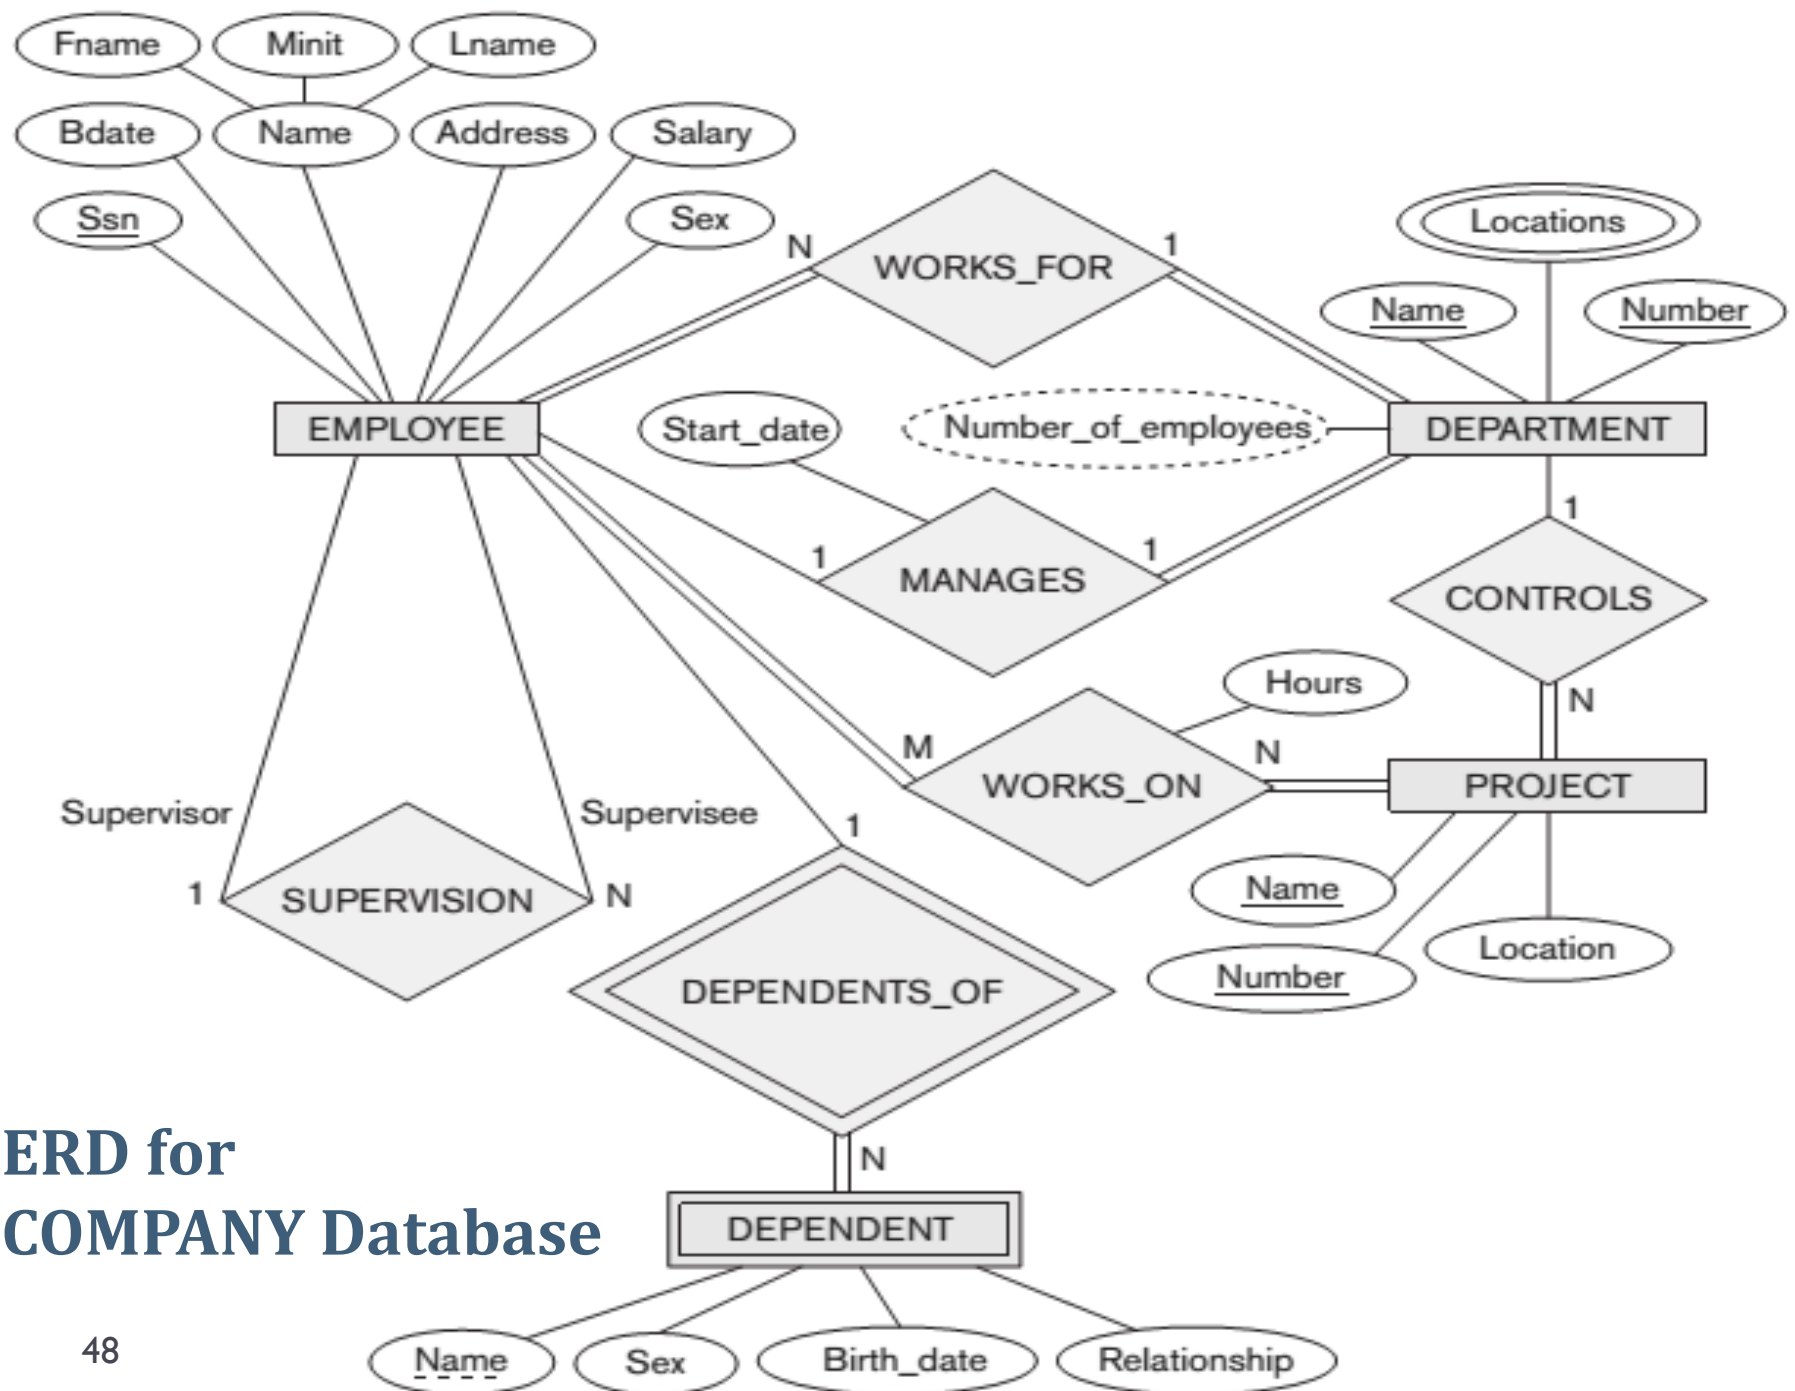 Fname
Minit
Lname
Bdate
Name
Address
Salary
Ssn
Sex
N
WORKS_FOR
1
Locations
Name
Number
EMPLOYEE
Start_date
Number_of_employees
DEPARTMENT
1
MANAGES
1
1
CONTROLS
N
Hours
M
WORKS_ON
N
PROJECT
Supervisor
Supervisee
1
1
SUPERVISION
N
Name
Location
Number
DEPENDENTS_OF
N
ERD for
COMPANY Database
DEPENDENT
48
Name
Sex
Birth_date
Relationship